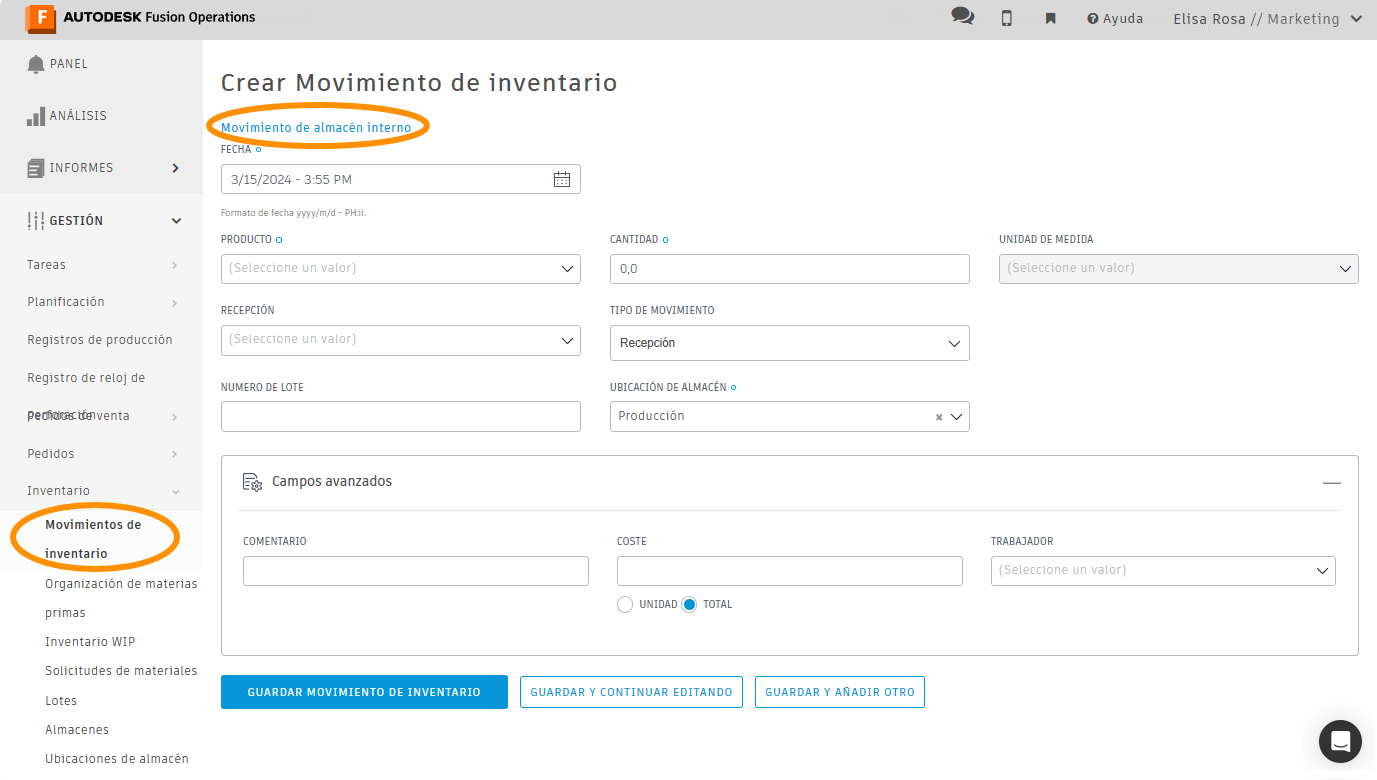 AUTODESK Fusion Operations
Ayuda
Elisa Rosa // Marketing
PANEL
ANÁLISIS
INFORMES
GESTIÓN
Tareas
Planificación
Registros de producción
Registro de reloj de
perforación
Pedidos de venta
Pedidos
Inventario
Movimientos de
inventario
Organización de materias
primas
Inventario WIP
Solicitudes de materiales
Lotes
Almacenes
Ubicaciones de almacén
Crear Movimiento de inventario
Movimiento de almacén interno
FECHA
3/15/2024 - 3:55 PM
Formato de fecha yyyy/m/d - PH:ii.
PRODUCTO
(Seleccione un valor)
CANTIDAD
0,0
UNIDAD DE MEDIDA
(Seleccione un valor)
RECEPCIÓN
(Seleccione un valor)
TIPO DE MOVIMIENTO
Recepción
NUMERO DE LOTE
UBICACIÓN DE ALMACÉN
Producción
Campos avanzados
COMENTARIO
COSTE
UNIDAD TOTAL
TRABAJADOR
(Seleccione un valor)
GUARDAR MOVIMIENTO DE INVENTARIO
GUARDAR Y CONTINUAR EDITANDO
GUARDAR Y AÑADIR OTRO